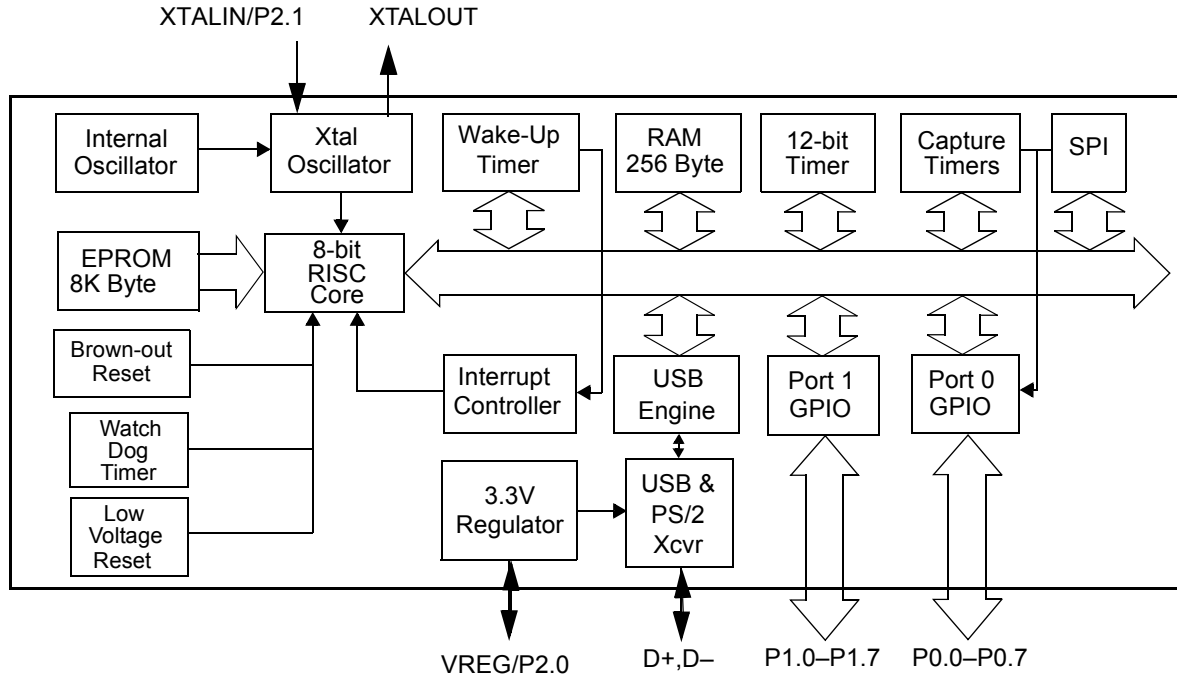 XTALIN/P2.1
XTALOUT
Internal
Oscillator
Xtal
Oscillator
Wake-Up
Timer
RAM
256 Byte
12-bit
Timer
Capture
Timers
SPI
EPROM
8K Byte
8-bit
RISC
Core
Brown-out
Reset
Interrupt
Controller
USB
Engine
Port 1
GPIO
Port 0
GPIO
Watch
Dog
Timer
Low
Voltage
Reset
3.3V
Regulator
USB &
PS/2
Xcvr
VREG/P2.0
D+,D–
P1.0–P1.7
P0.0–P0.7